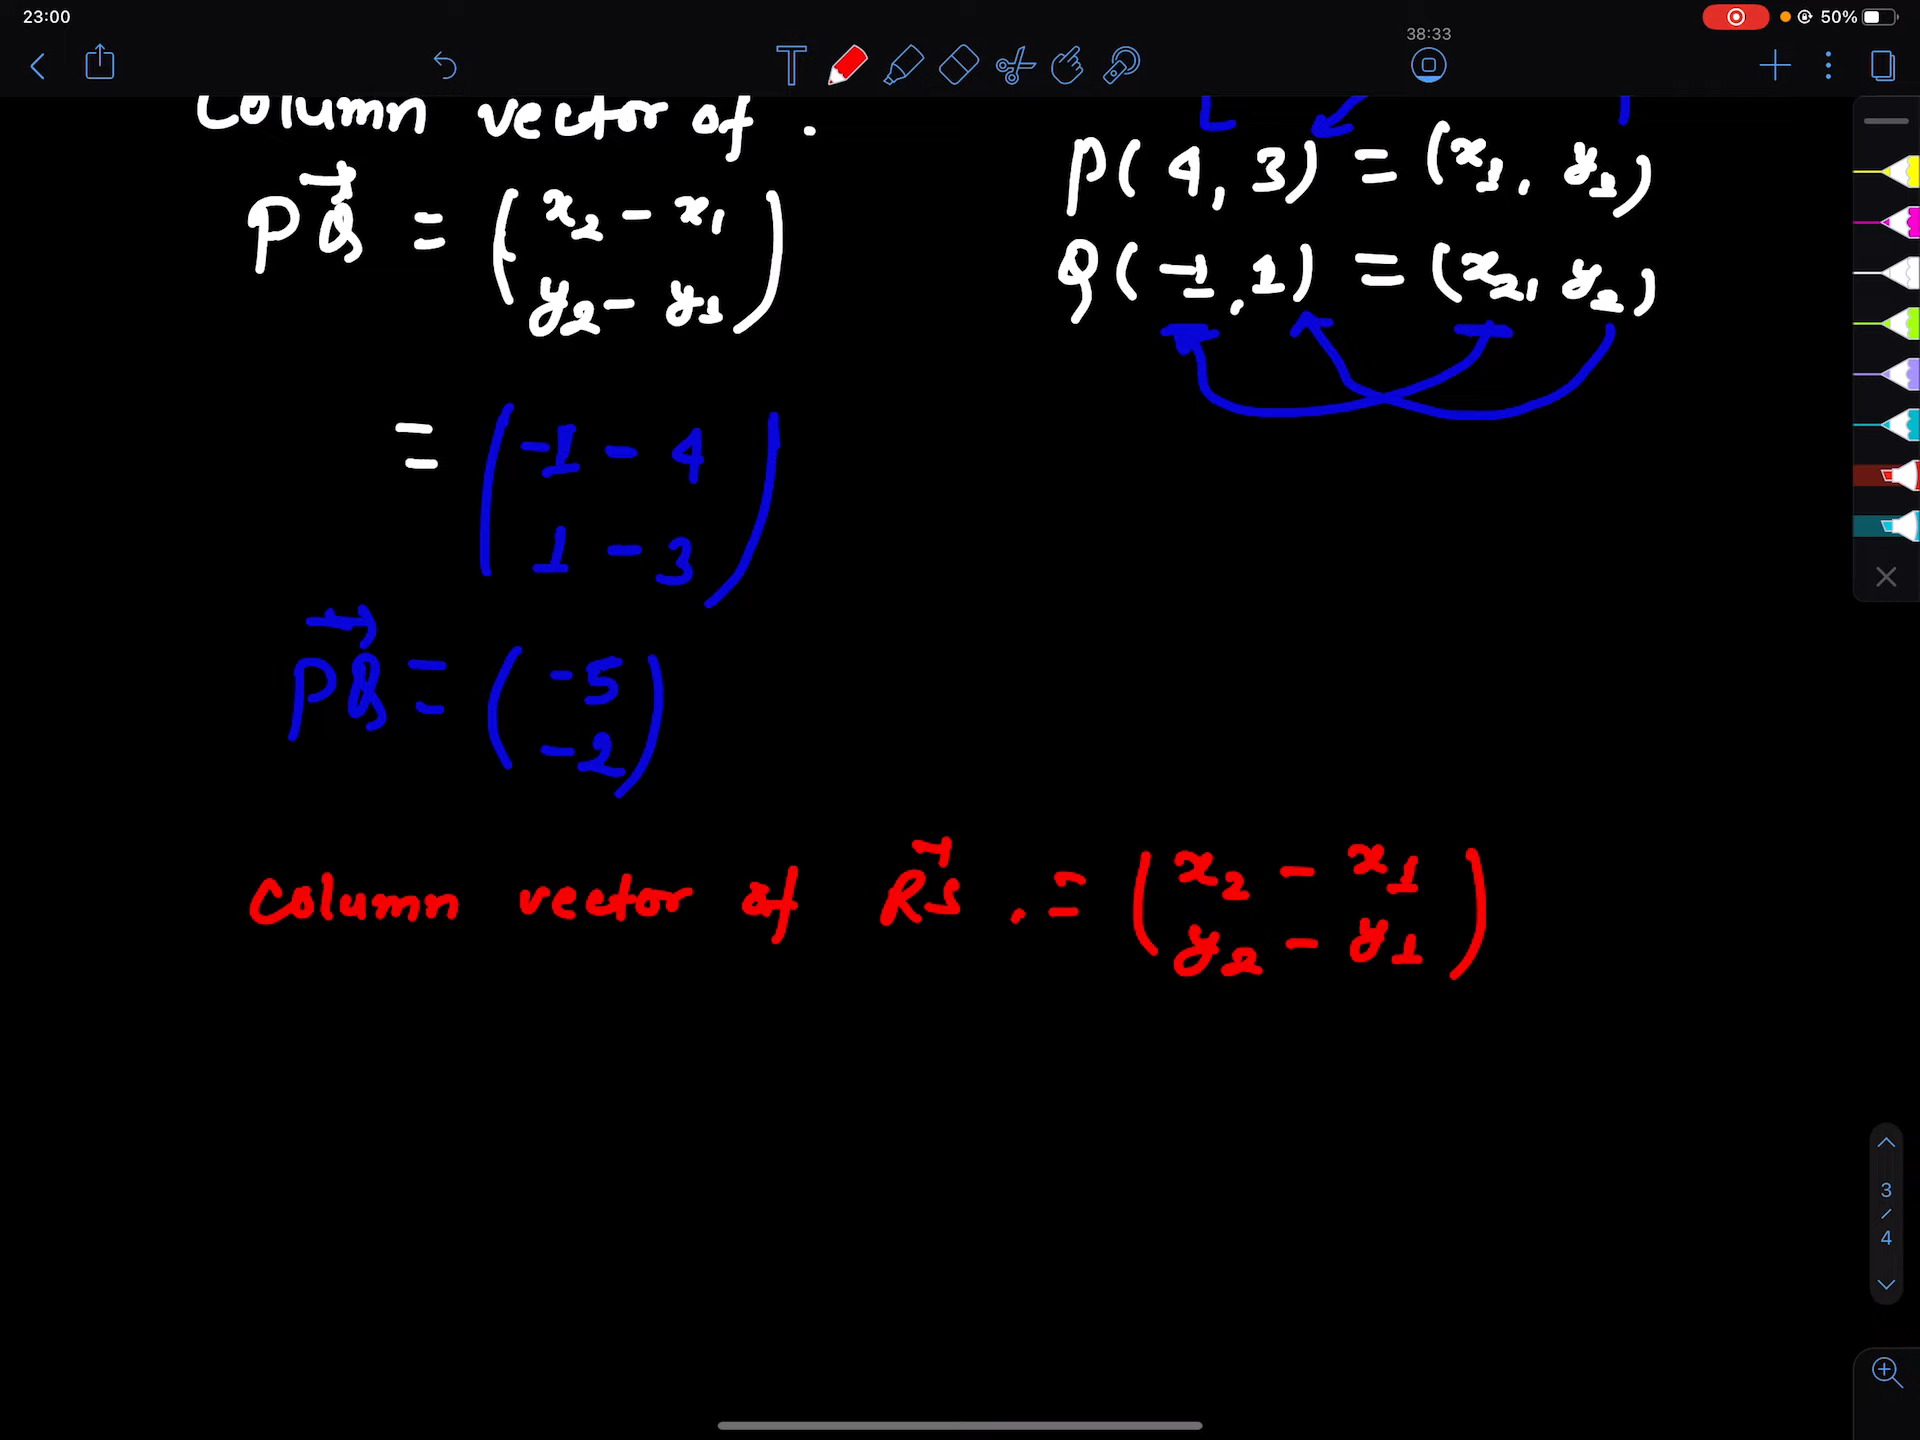 23:00
50%
38:33
Column vector of .
P(4, 3) = (x₁, y₁)
Q(-1, 1) = (x₂, y₂)
PQ⃗ = (x₂ - x₁
y₂ - y₁)
= (-1 - 4
1 - 3)
PQ⃗ = (-5
-2)
Column vector of RS⃗ . = (x₂ - x₁
y₂ - y₁)
3
/
4